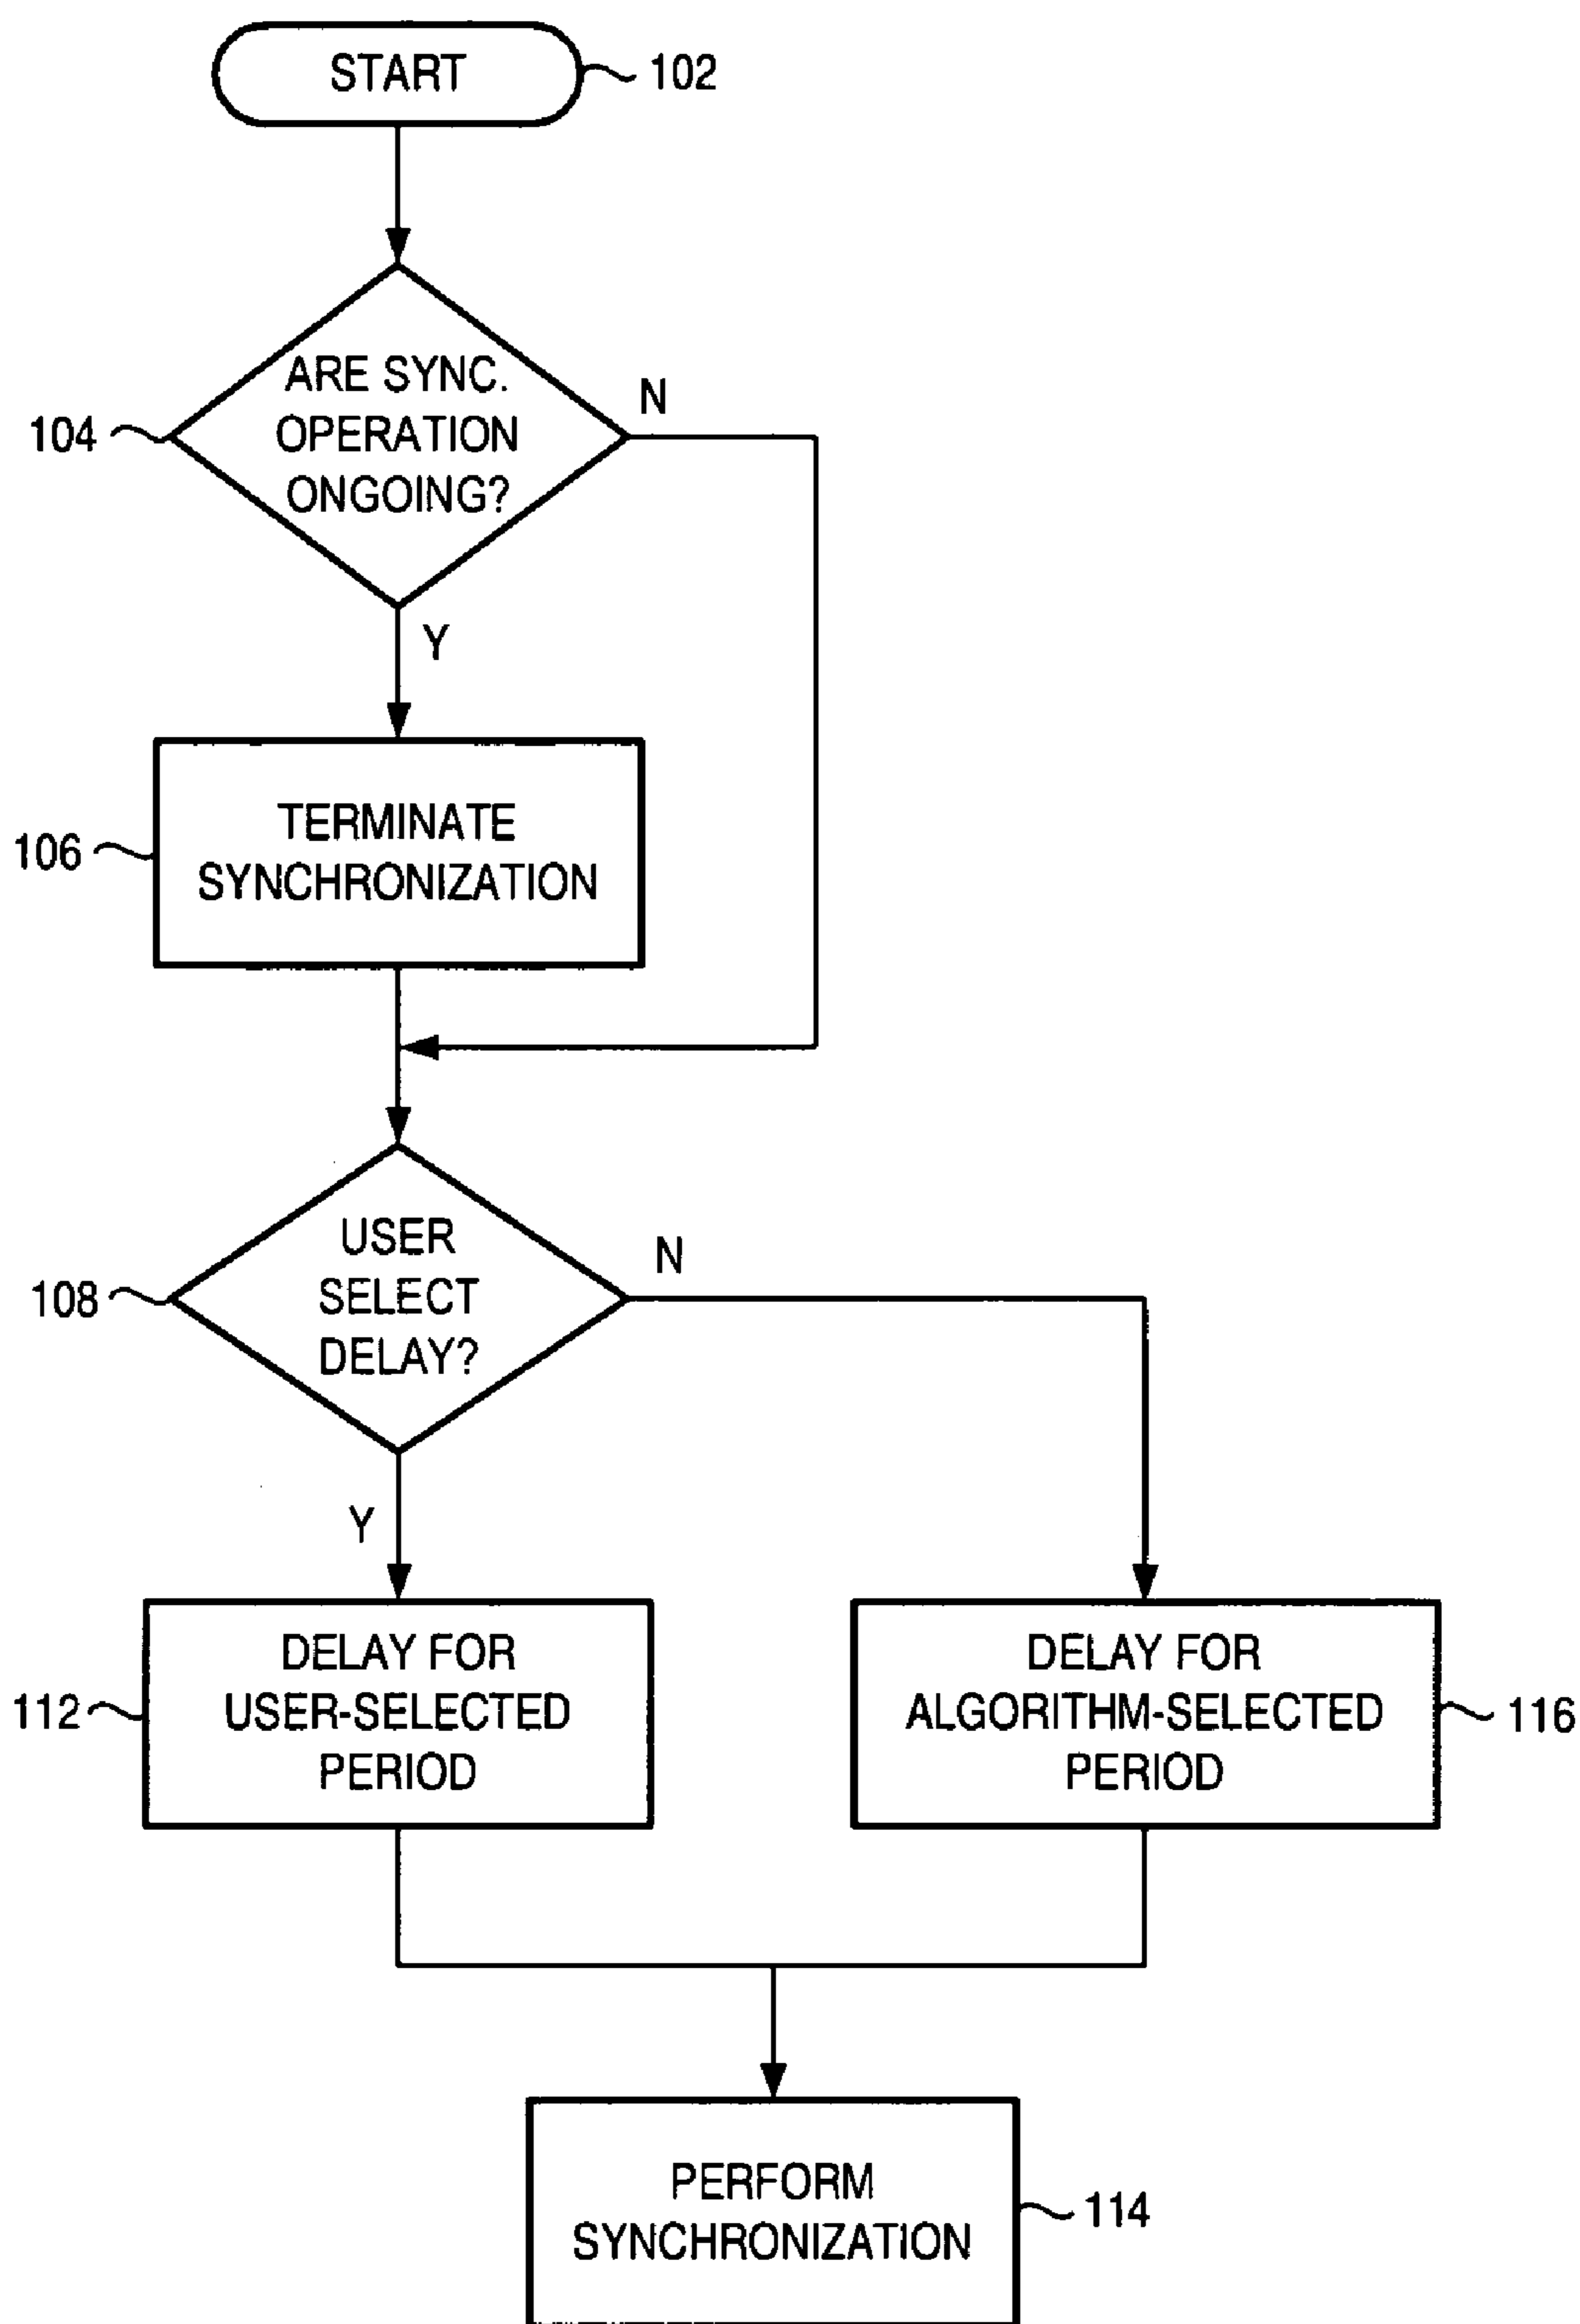 START
102
ARE SYNC.
OPERATION
ONGOING?
104
N
Y
TERMINATE
SYNCHRONIZATION
106
USER
SELECT
DELAY?
108
N
Y
DELAY FOR
USER-SELECTED
PERIOD
112
DELAY FOR
ALGORITHM-SELECTED
PERIOD
116
PERFORM
SYNCHRONIZATION
114